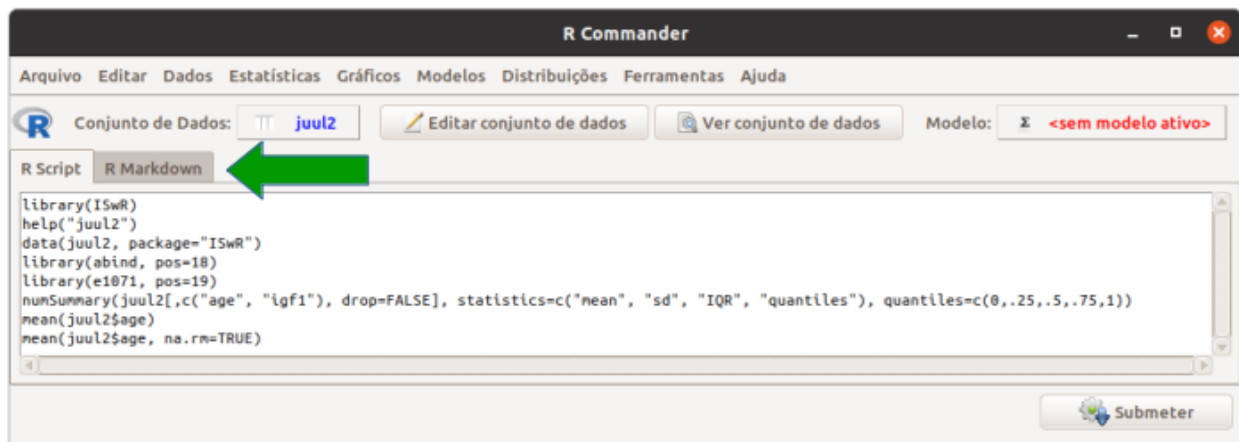 R Commander
Arquivo Editar Dados Estatísticas Gráficos Modelos Distribuições Ferramentas Ajuda
R Conjunto de Dados: juul2 Editar conjunto de dados Ver conjunto de dados Modelo: Σ <sem modelo ativo>
R Script R Markdown
library(ISwR)
help("juul2")
data(juul2, package="ISwR")
library(abind, pos=18)
library(e1071, pos=19)
numSummary(juul2[,c("age", "igf1"), drop=FALSE], statistics=c("mean", "sd", "IQR", "quantiles"), quantiles=c(0,.25,.5,.75,1))
mean(juul2$age)
mean(juul2$age, na.rm=TRUE)
Submeter